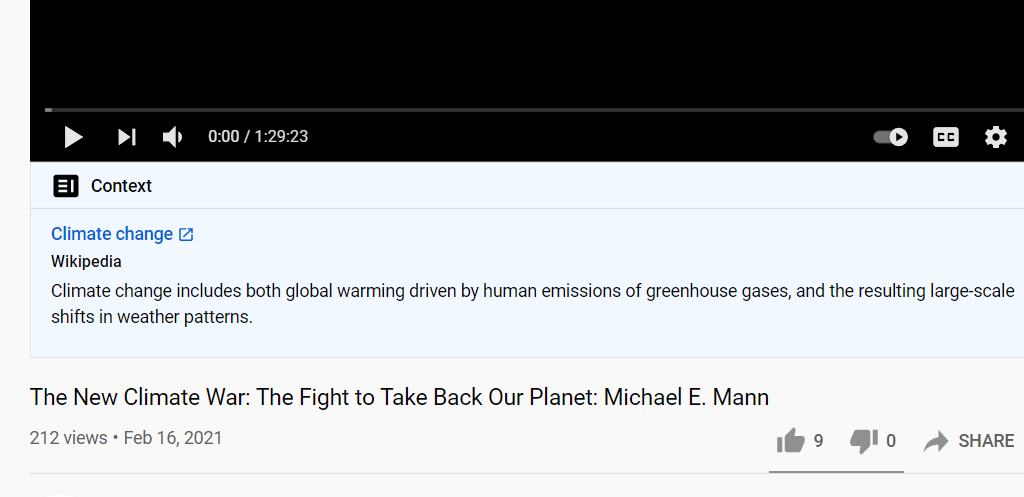 0:00 / 1:29:23
CC
Context
Climate change
Wikipedia
Climate change includes both global warming driven by human emissions of greenhouse gases, and the resulting large-scale
shifts in weather patterns.
The New Climate War: The Fight to Take Back Our Planet: Michael E. Mann
212 views • Feb 16, 2021
9
0
SHARE